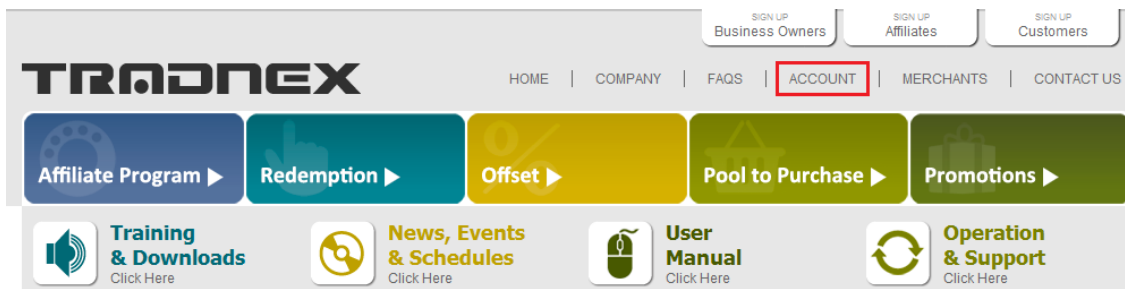 SIGN UP SIGN UP SIGN UP
Business Owners Affiliates Customers
TRADNEX
HOME | COMPANY | FAQS | ACCOUNT | MERCHANTS | CONTACT US
Affiliate Program Redemption Offset Pool to Purchase Promotions
Training News, Events User Operation
& Downloads & Schedules Manual & Support
Click Here Click Here Click Here Click Here